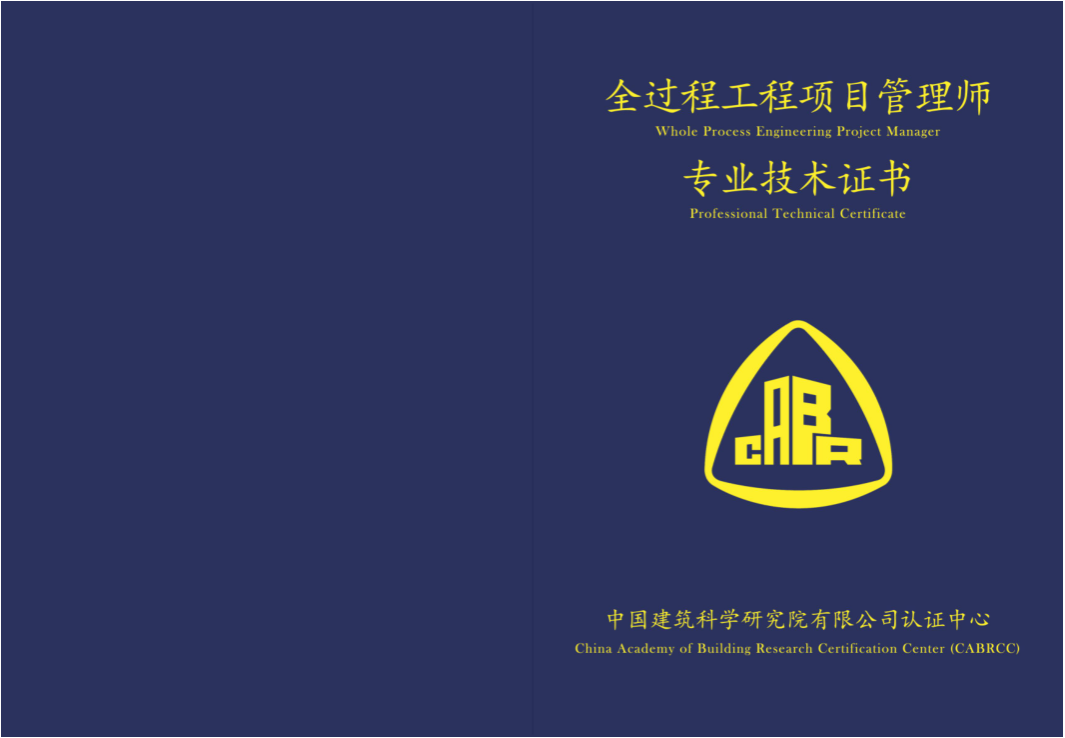 全过程工程项目管理师
Whole Process Engineering Project Manager
专业技术证书
Professional Technical Certificate
CABR
中国建筑科学研究院有限公司认证中心
China Academy of Building Research Certification Center (CABRCC)